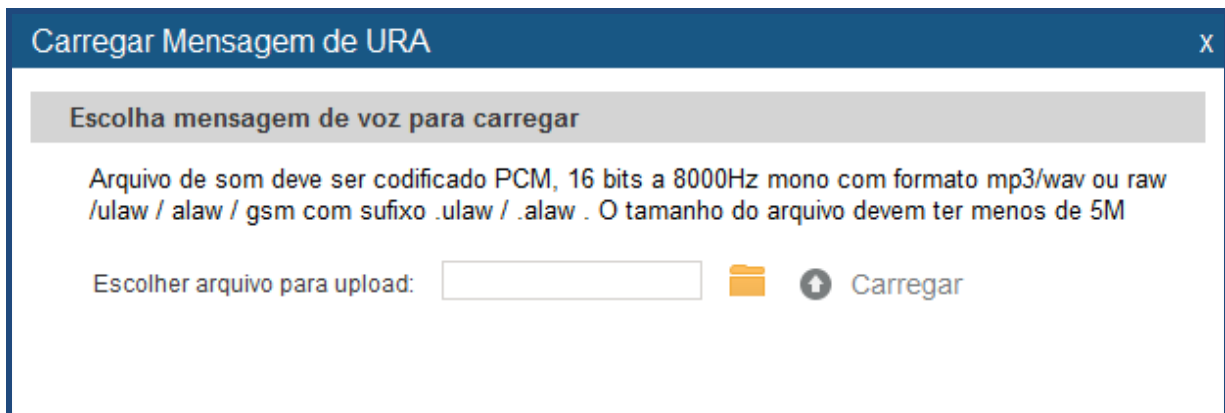 Carregar Mensagem de URA X
Escolha mensagem de voz para carregar
Arquivo de som deve ser codificado PCM, 16 bits a 8000Hz mono com formato mp3/wav ou raw
/ulaw / alaw / gsm com sufixo .ulaw / .alaw . O tamanho do arquivo devem ter menos de 5M
Escolher arquivo para upload: Carregar